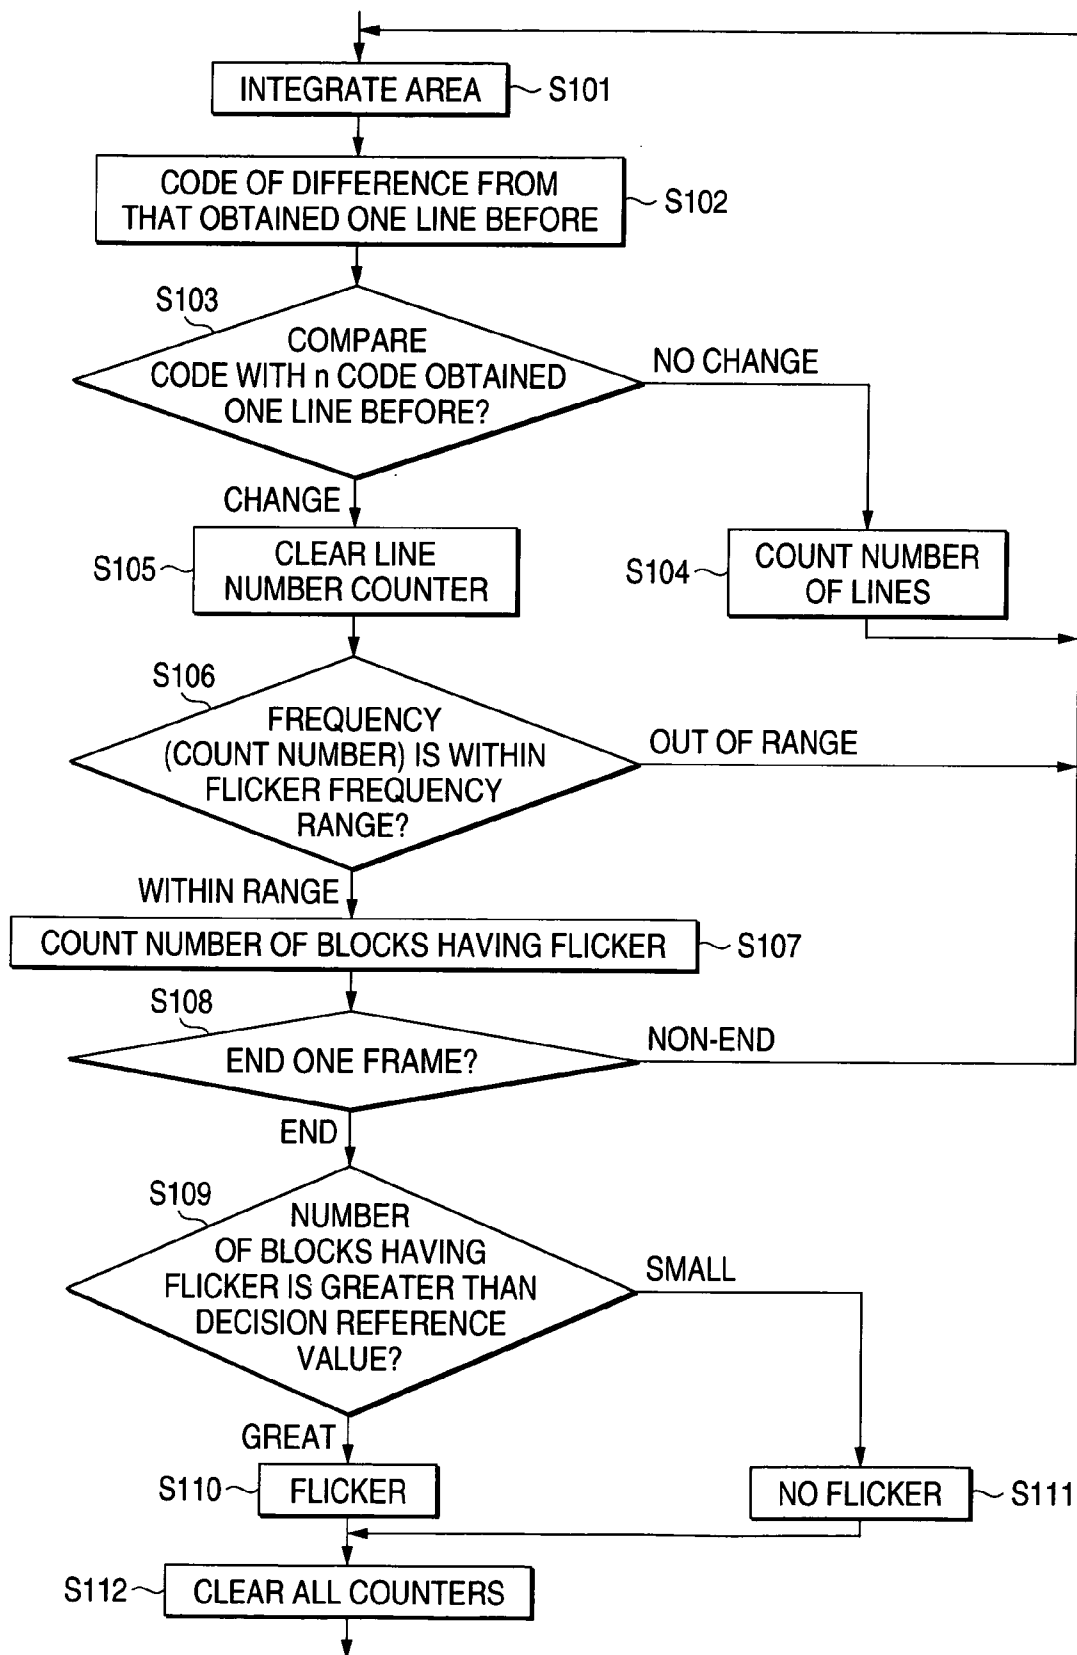 INTEGRATE AREA
S101
CODE OF DIFFERENCE FROM
THAT OBTAINED ONE LINE BEFORE
S102
S103
COMPARE
CODE WITH n CODE OBTAINED
ONE LINE BEFORE?
NO CHANGE
CHANGE
S105
CLEAR LINE
NUMBER COUNTER
S104
COUNT NUMBER
OF LINES
S106
FREQUENCY
(COUNT NUMBER) IS WITHIN
FLICKER FREQUENCY
RANGE?
OUT OF RANGE
WITHIN RANGE
COUNT NUMBER OF BLOCKS HAVING FLICKER
S107
S108
END ONE FRAME?
NON-END
END
S109
NUMBER
OF BLOCKS HAVING
FLICKER IS GREATER THAN
DECISION REFERENCE
VALUE?
SMALL
GREAT
S110
FLICKER
NO FLICKER
S111
S112
CLEAR ALL COUNTERS